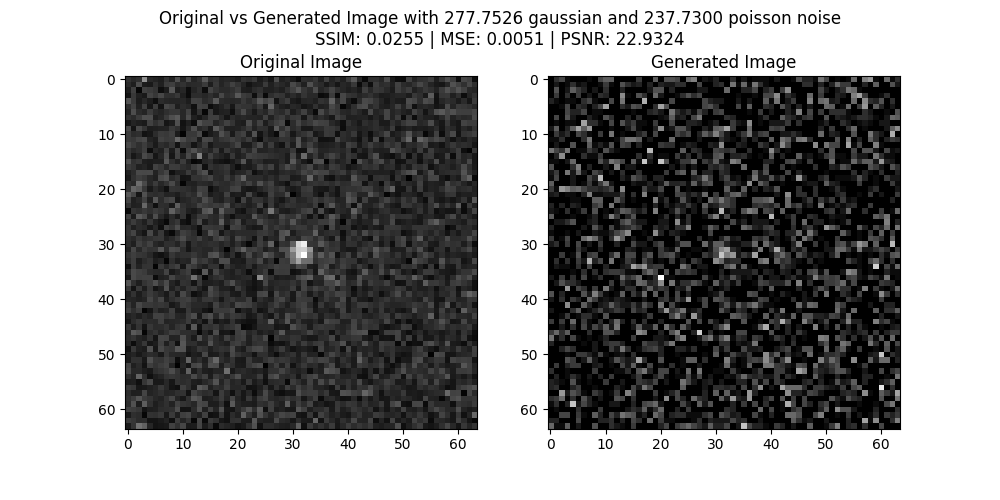 Original vs Generated Image with 277.7526 gaussian and 237.7300 poisson noise
SSIM: 0.0255 | MSE: 0.0051 | PSNR: 22.9324
Original Image
Generated Image
0
10
20
30
40
50
60
0 10 20 30 40 50 60
0
10
20
30
40
50
60
0 10 20 30 40 50 60